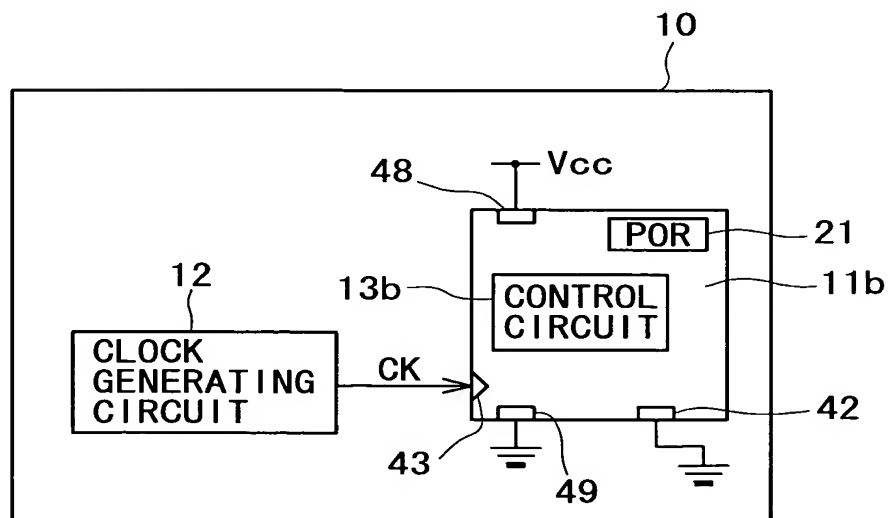 10
48
Vcc
POR
21
12
13b
CONTROL
CIRCUIT
11b
CLOCK
GENERATING
CIRCUIT
CK
43
49
42